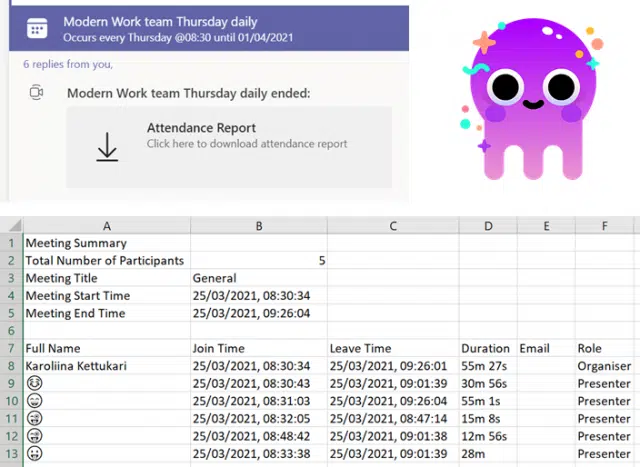 Modern Work team Thursday daily
Occurs every Thursday @08:30 until 01/04/2021
6 replies from you,
Modern Work team Thursday daily ended:
Attendance Report
Click here to download attendance report
A B C D E F
1 Meeting Summary
2 Total Number of Participants 5
3 Meeting Title General
4 Meeting Start Time 25/03/2021, 08:30:34
5 Meeting End Time 25/03/2021, 09:26:04
6
7 Full Name Join Time Leave Time Duration Email Role
8 Karoliina Kettukari 25/03/2021, 08:30:34 25/03/2021, 09:26:01 55m 27s Organiser
9 25/03/2021, 08:30:43 25/03/2021, 09:01:39 30m 56s Presenter
10 25/03/2021, 08:31:03 25/03/2021, 09:26:04 55m 1s Presenter
11 25/03/2021, 08:32:05 25/03/2021, 08:47:14 15m 8s Presenter
12 25/03/2021, 08:48:42 25/03/2021, 09:01:38 12m 56s Presenter
13 25/03/2021, 08:33:38 25/03/2021, 09:01:39 28m Presenter